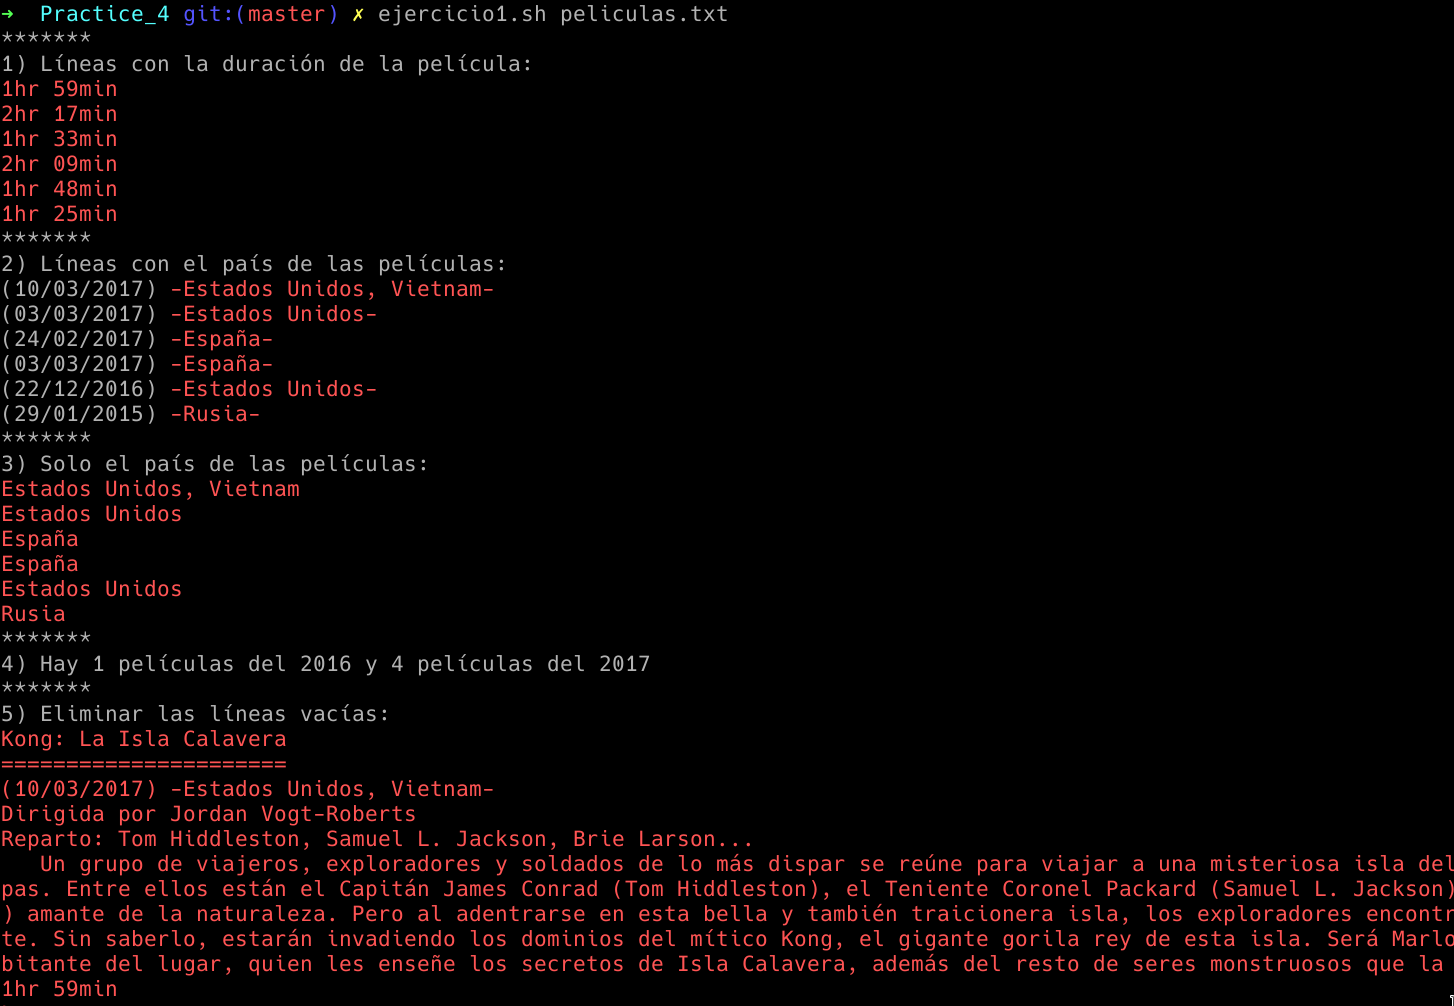 → Practice_4 git:(master) ✗ ejercicio1.sh peliculas.txt
*******
1) Líneas con la duración de la película:
1hr 59min
2hr 17min
1hr 33min
2hr 09min
1hr 48min
1hr 25min
*******
2) Líneas con el país de las películas:
(10/03/2017) -Estados Unidos, Vietnam-
(03/03/2017) -Estados Unidos-
(24/02/2017) -España-
(03/03/2017) -España-
(22/12/2016) -Estados Unidos-
(29/01/2015) -Rusia-
*******
3) Solo el país de las películas:
Estados Unidos, Vietnam
Estados Unidos
España
España
Estados Unidos
Rusia
*******
4) Hay 1 películas del 2016 y 4 películas del 2017
*******
5) Eliminar las líneas vacías:
Kong: La Isla Calavera
======================
(10/03/2017) -Estados Unidos, Vietnam-
Dirigida por Jordan Vogt-Roberts
Reparto: Tom Hiddleston, Samuel L. Jackson, Brie Larson...
   Un grupo de viajeros, exploradores y soldados de lo más dispar se reúne para viajar a una misteriosa isla del
pas. Entre ellos están el Capitán James Conrad (Tom Hiddleston), el Teniente Coronel Packard (Samuel L. Jackson)
) amante de la naturaleza. Pero al adentrarse en esta bella y también traicionera isla, los exploradores encontr
te. Sin saberlo, estarán invadiendo los dominios del mítico Kong, el gigante gorila rey de esta isla. Será Marlo
bitante del lugar, quien les enseñe los secretos de Isla Calavera, además del resto de seres monstruosos que la
1hr 59min